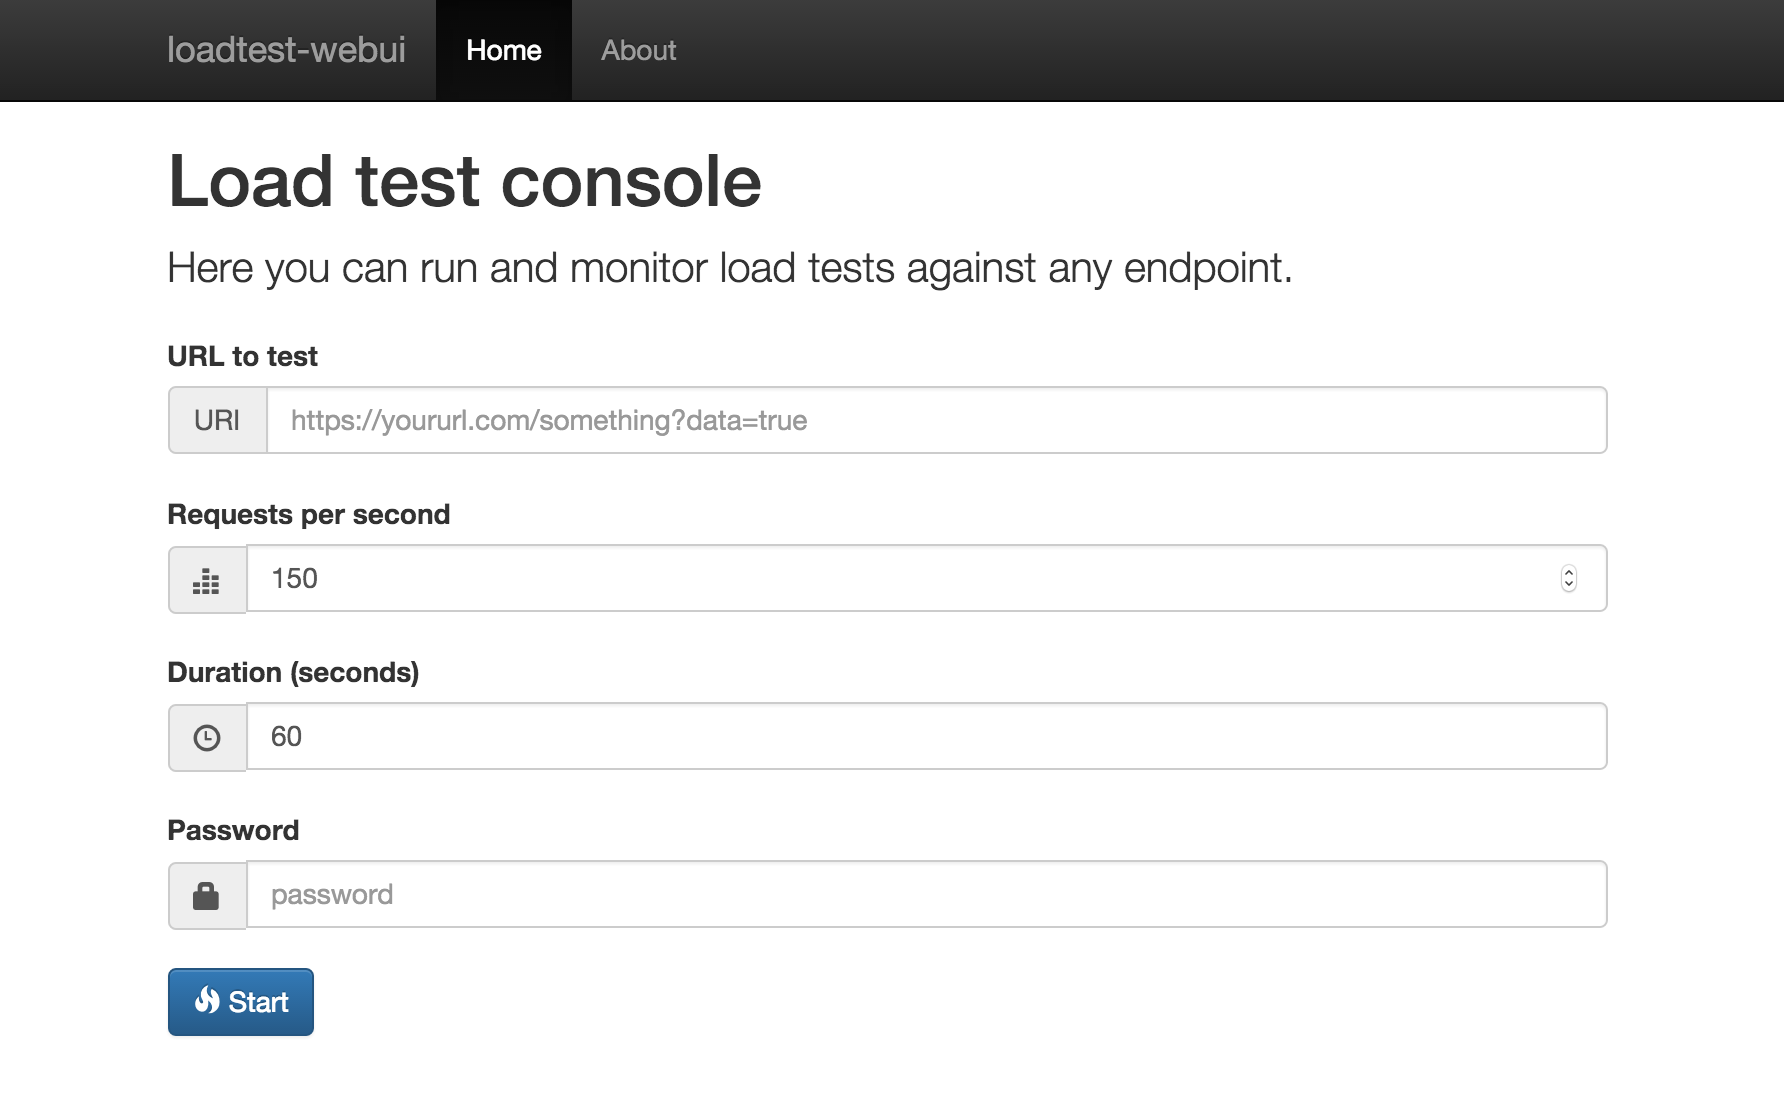 loadtest-webui Home About
Load test console
Here you can run and monitor load tests against any endpoint.
URL to test
URI https://yoururl.com/something?data=true
Requests per second
150
Duration (seconds)
60
Password
password
Start